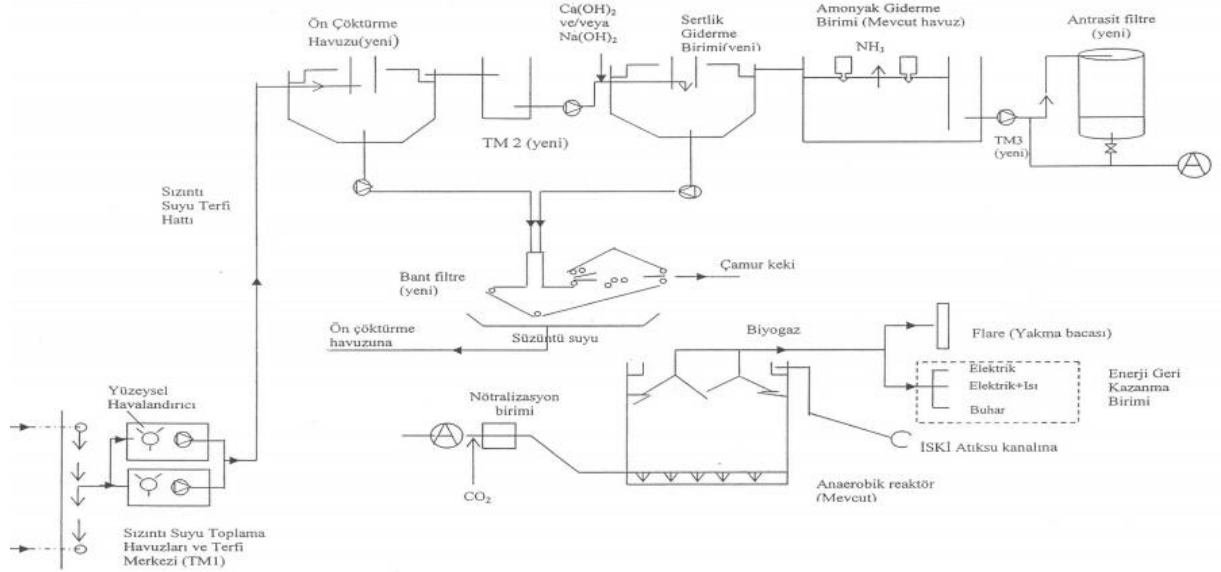 Ön Çöktürme
Havuzu(yeni)
Ca(OH)2
ve/veya
Na(OH)2
Sertlik
Giderme
Birimi(yeni)
Amonyak Giderme
Birimi (Mevcut havuz)
NH3
Antrasit filtre
(yeni)
TM 2 (yeni)
TM3
(yeni)
A
Sızıntı
Suyu Terfi
Hattı
Bant filtre
(yeni)
Çamur keki
Ön çöktürme
havuzuna
Süzüntü suyu
Biyogaz
Flare (Yakma bacası)
Elektrik
Elektrik+Isı
Buhar
Enerji Geri
Kazanma
Birimi
Yüzeysel
Havalandırıcı
Nötralizasyon
birimi
A
CO2
İSKİ Atıksu kanalına
Anaerobik reaktör
(Mevcut)
Sızıntı Suyu Toplama
Havuzları ve Terfi
Merkezi (TM1)